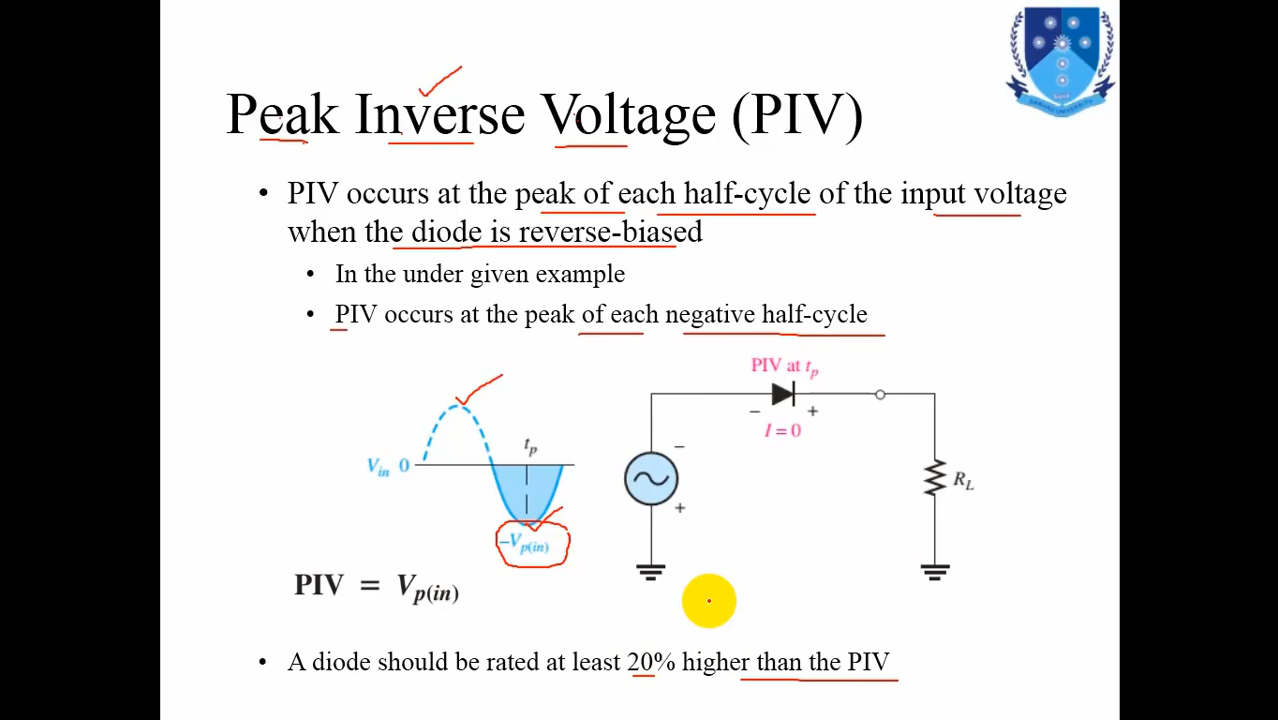 Peak Inverse Voltage (PIV)
• PIV occurs at the peak of each half-cycle of the input voltage
when the diode is reverse-biased
• In the under given example
• PIV occurs at the peak of each negative half-cycle
PIV at tp
− +
I = 0
tp
Vin 0
−
+
RL
−Vp(in)
PIV = Vp(in)
• A diode should be rated at least 20% higher than the PIV